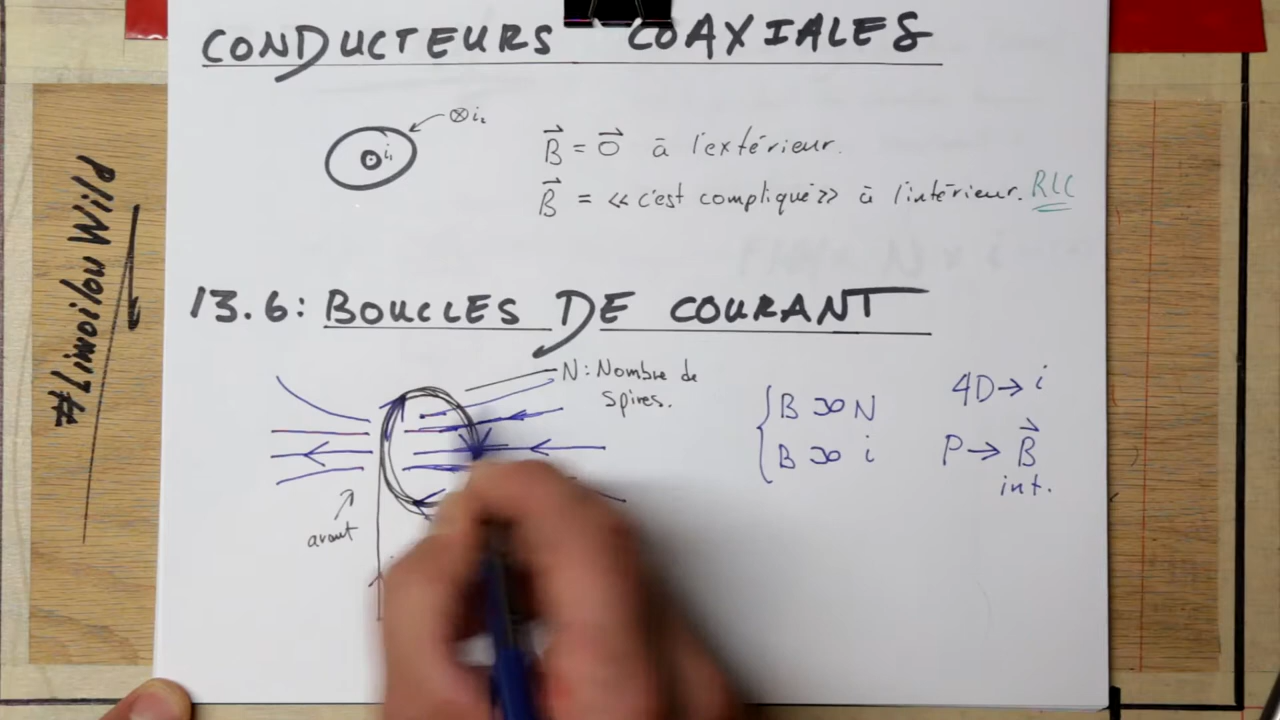 CONDUCTEURS COAXIALES
⊗i₂
i₁
B⃗ = 0⃗ à l'extérieur.
B⃗ = « c'est compliqué » à l'intérieur. RLC
#Limoilou Wild
13.6: BOUCLES DE COURANT
N: Nombre de
spires.
B ∝ N
B ∝ i
4D → i
P → B⃗
int.
avant